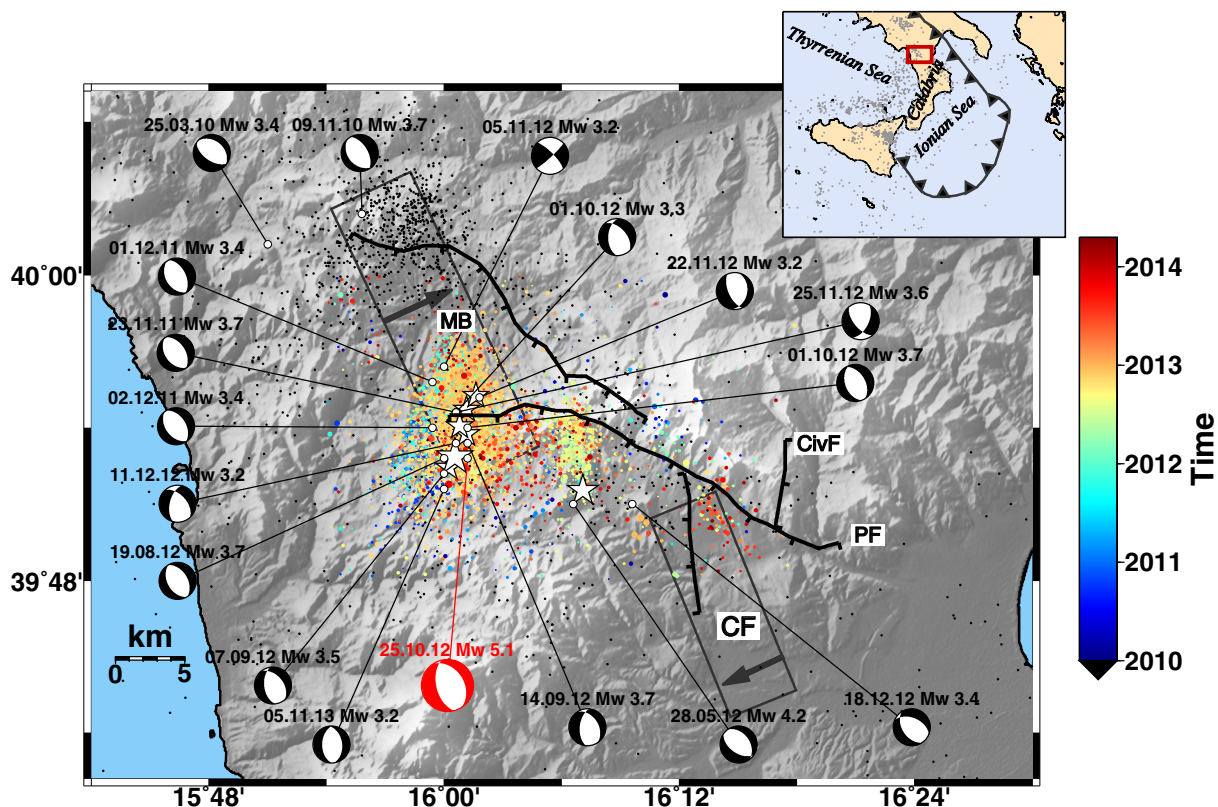 Thyrrenian Sea
Calabria
Ionian Sea
25.03.10 Mw 3.4
09.11.10 Mw 3.7
05.11.12 Mw 3.2
01.10.12 Mw 3,3
01.12.11 Mw 3.4
22.11.12 Mw 3.2
25.11.12 Mw 3.6
23.11.11 Mw 3.7
01.10.12 Mw 3.7
02.12.11 Mw 3.4
11.12.12 Mw 3.2
19.08.12 Mw 3.7
07.09.12 Mw 3.5
25.10.12 Mw 5.1
05.11.13 Mw 3.2
14.09.12 Mw 3.7
28.05.12 Mw 4.2
18.12.12 Mw 3.4
MB
CivF
PF
CF
km
0 5
40°00'
39°48'
15°48'
16°00'
16°12'
16°24'
2014
2013
2012
2011
2010
Time